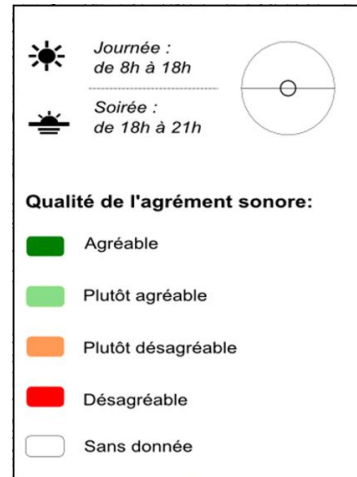 Journée :
de 8h à 18h
Soirée :
de 18h à 21h
Qualité de l'agrément sonore:
Agréable
Plutôt agréable
Plutôt désagréable
Désagréable
Sans donnée